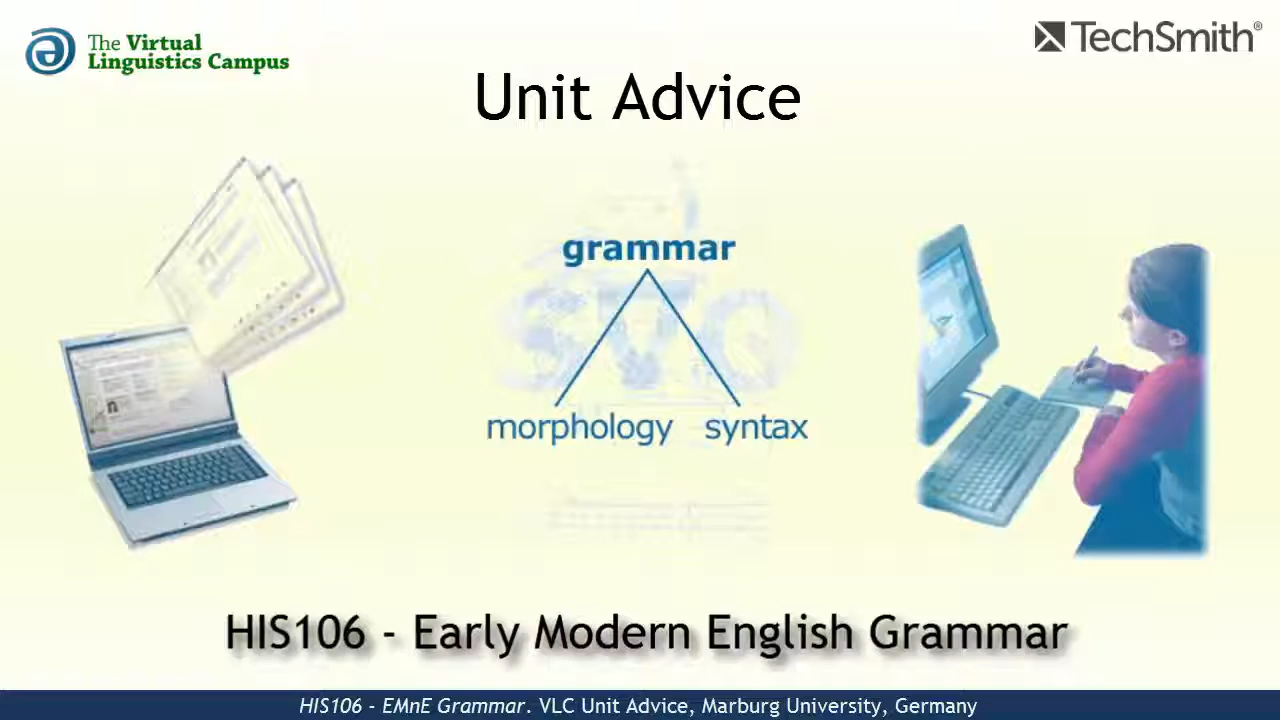 The Virtual
Linguistics Campus
TechSmith®
Unit Advice
grammar
morphology syntax
HIS106 - Early Modern English Grammar
HIS106 - EMnE Grammar. VLC Unit Advice, Marburg University, Germany